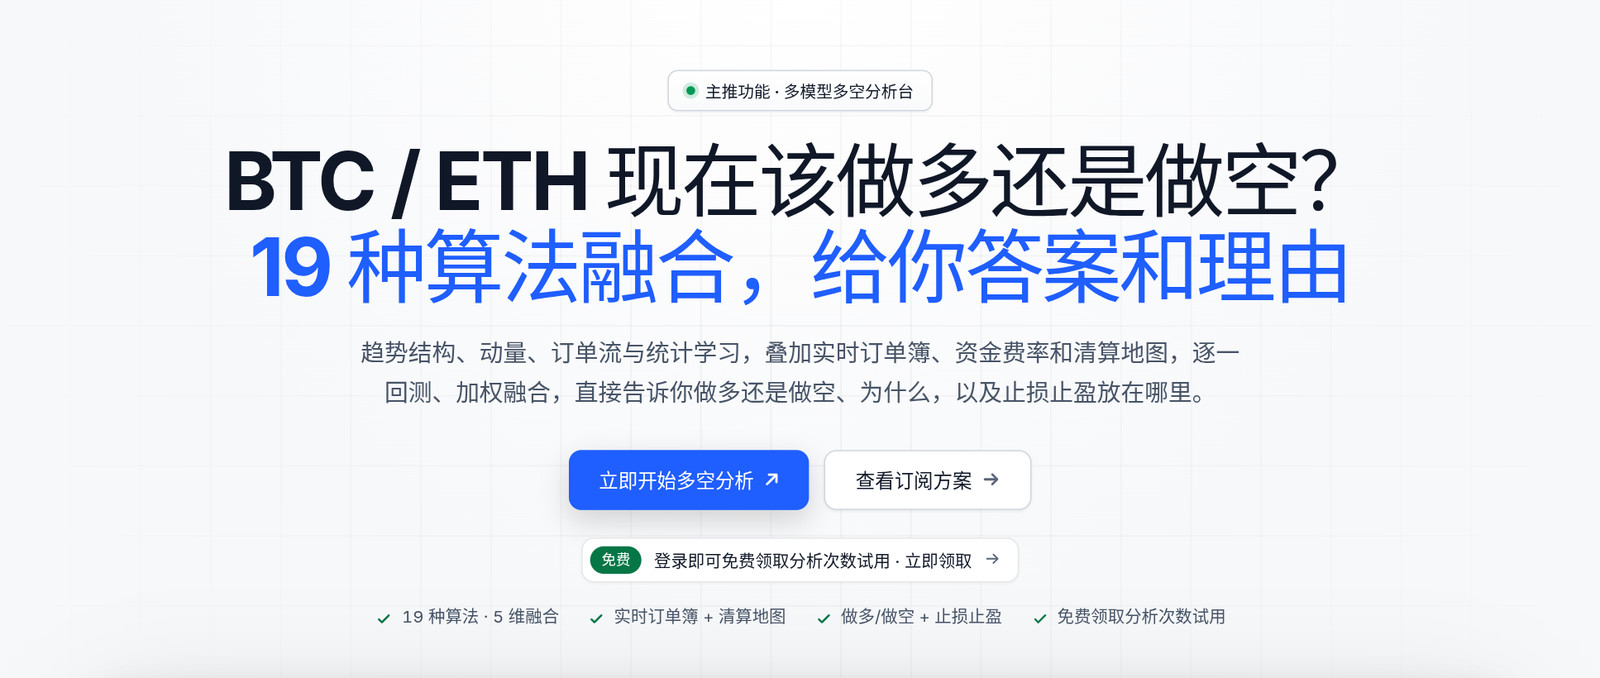 主推功能 · 多模型多空分析台
BTC / ETH 现在该做多还是做空？
19 种算法融合，给你答案和理由
趋势结构、动量、订单流与统计学习，叠加实时订单簿、资金费率和清算地图，逐一
回测、加权融合，直接告诉你做多还是做空、为什么，以及止损止盈放在哪里。
立即开始多空分析
查看订阅方案
免费 登录即可免费领取分析次数试用 · 立即领取
19 种算法 · 5 维融合
实时订单簿 + 清算地图
做多/做空 + 止损止盈
免费领取分析次数试用